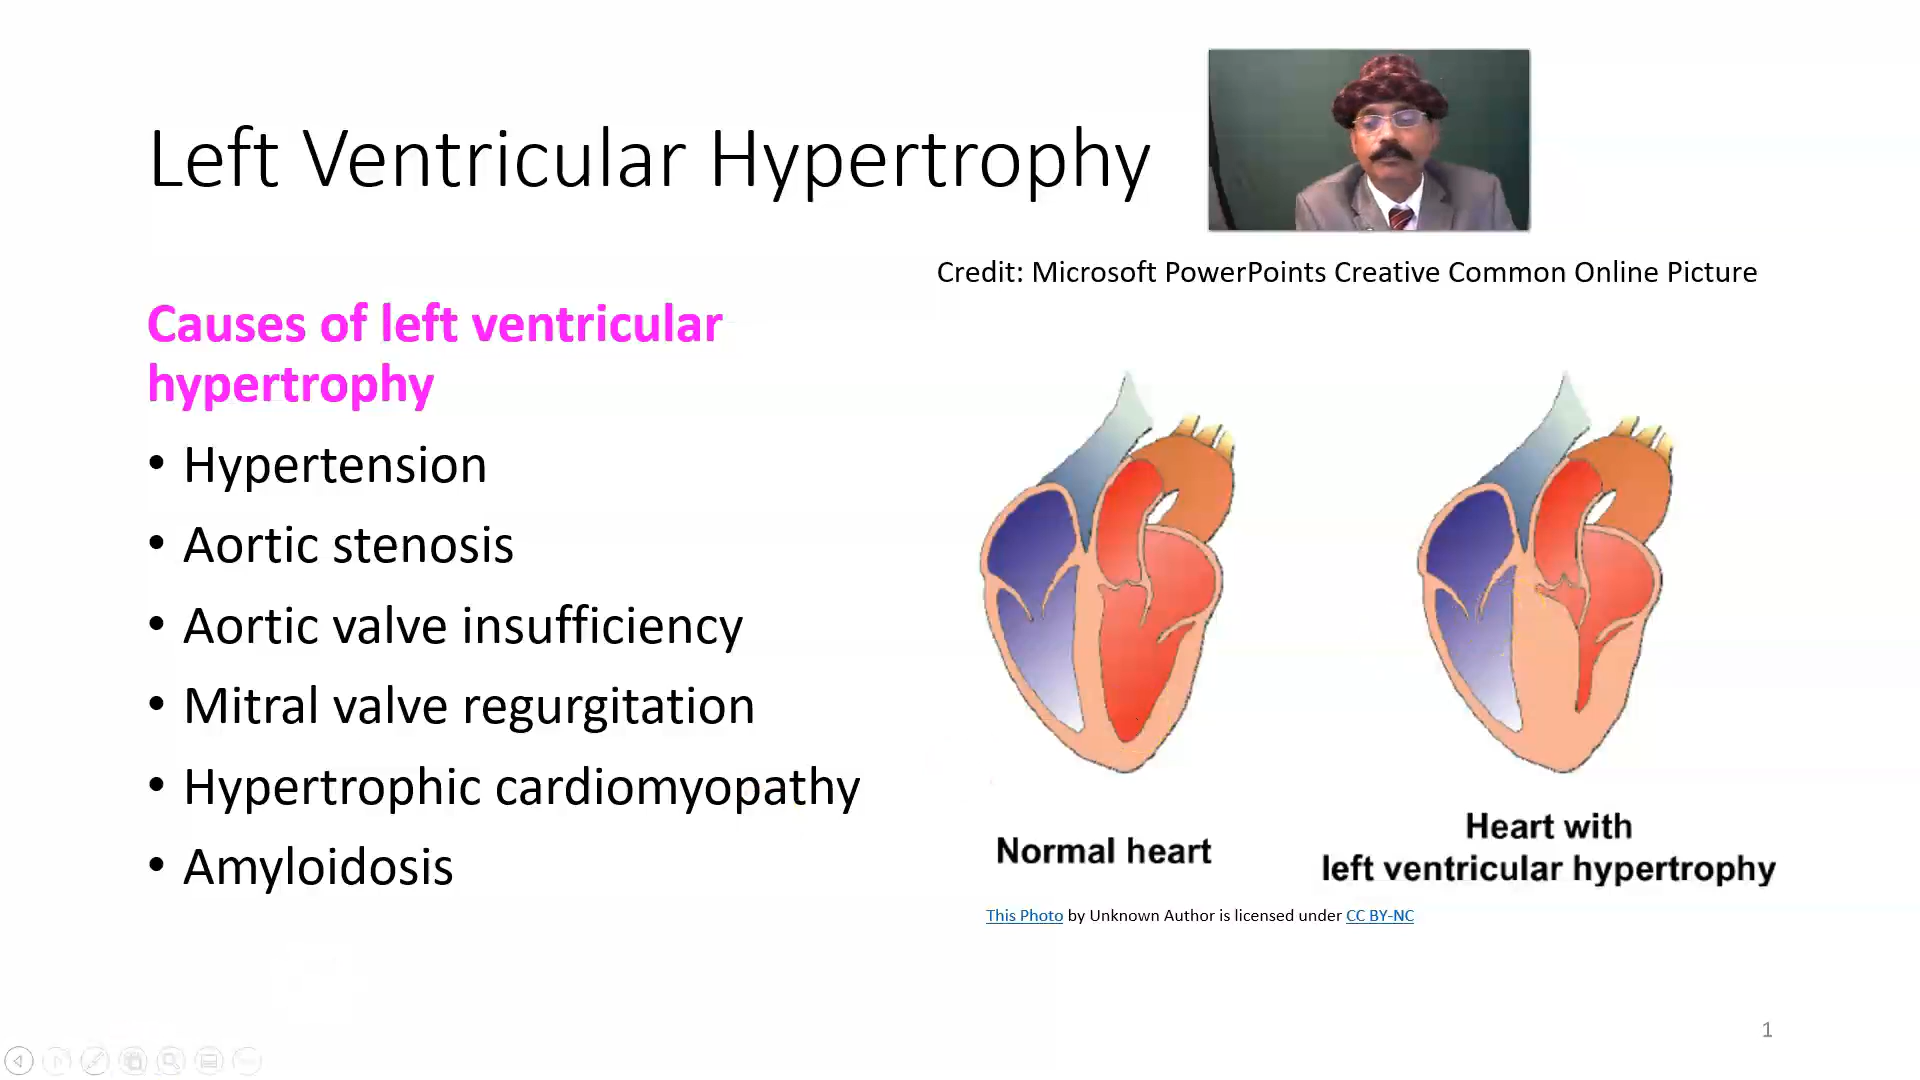 Left Ventricular Hypertrophy
Credit: Microsoft PowerPoints Creative Common Online Picture
Causes of left ventricular
hypertrophy
• Hypertension
• Aortic stenosis
• Aortic valve insufficiency
• Mitral valve regurgitation
• Hypertrophic cardiomyopathy
• Amyloidosis
Normal heart
Heart with
left ventricular hypertrophy
This Photo by Unknown Author is licensed under CC BY-NC
1